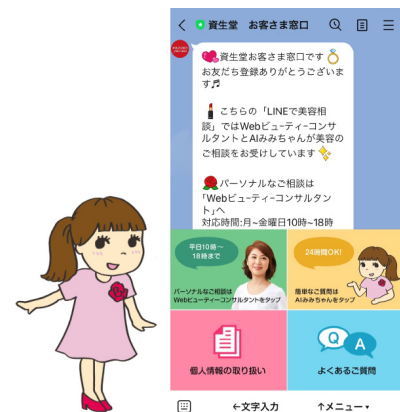 資生堂 お客さま窓口
資生堂お客さま窓口です
お友だち登録ありがとうございま
す♬
こちらの「LINEで美容相
談」ではWebビューティーコンサ
ルタントとAIみみちゃんが美容の
ご相談をお受けしています
パーソナルなご相談は
「Webビューティーコンサルタン
ト」へ
対応時間:月~金曜日10時~18時
平日10時~
18時まで
パーソナルなご相談は
Webビューティーコンサルタントをタップ
24時間OK!
簡単なご質問は
AIみみちゃんをタップ
個人情報の取り扱い
Q A
よくあるご質問
←文字入力
↑メニュー▾